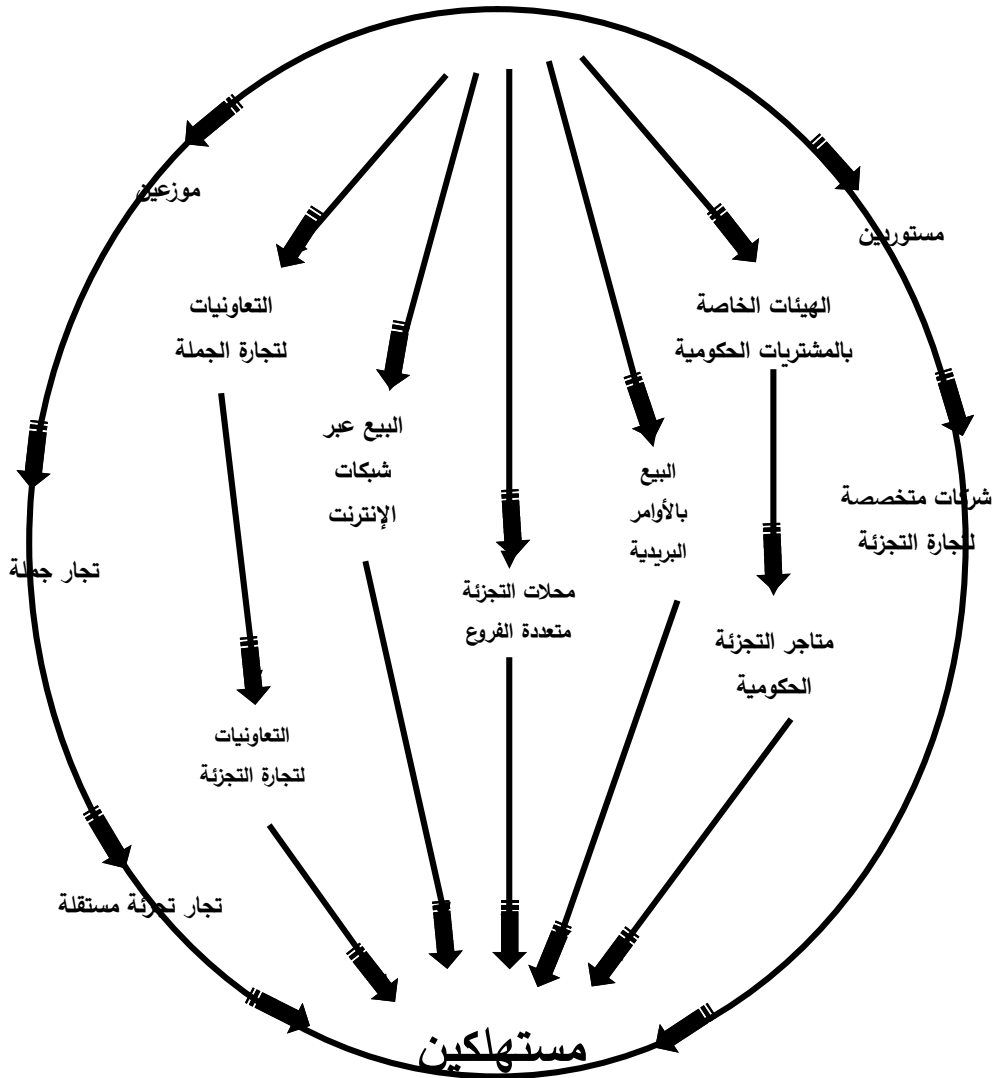 موزعين
مستوردين
التعاونيات
لتجارة الجملة
الهيئات الخاصة
بالمشتريات الحكومية
البيع عبر
شبكات
الإنترنت
البيع
بالأوامر
البريدية
شركات متخصصة
لتجارة التجزئة
تجار جملة
محلات التجزئة
متعددة الفروع
متاجر التجزئة
الحكومية
التعاونيات
لتجارة التجزئة
تجار تجزئة مستقلة
مستهلكين